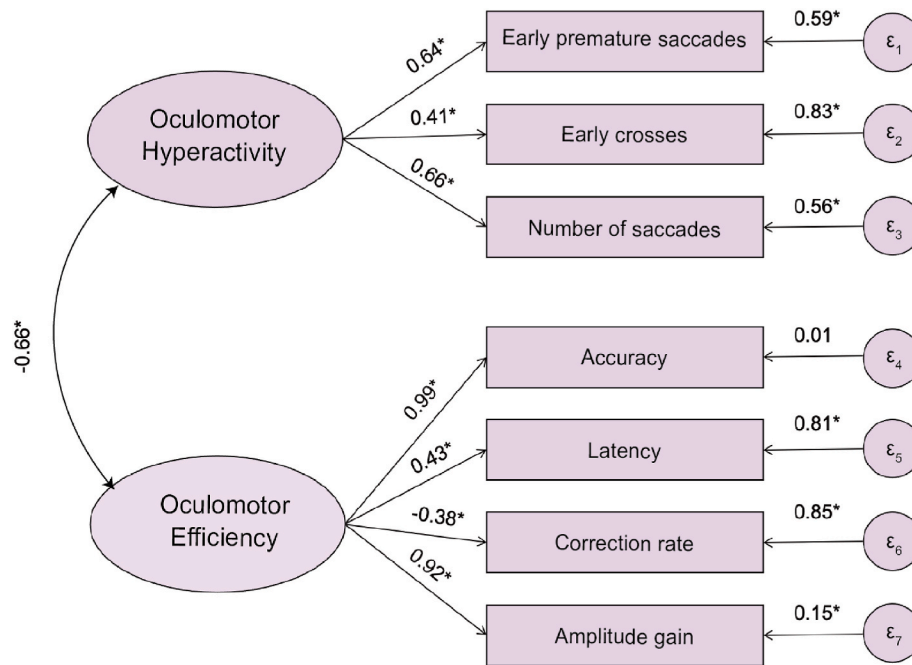 Oculomotor
Hyperactivity
0.64*
0.41*
0.66*
Early premature saccades
0.59*
ε1
Early crosses
0.83*
ε2
Number of saccades
0.56*
ε3
-0.66*
Oculomotor
Efficiency
0.99*
0.43*
-0.38*
0.92*
Accuracy
0.01
ε4
Latency
0.81*
ε5
Correction rate
0.85*
ε6
Amplitude gain
0.15*
ε7